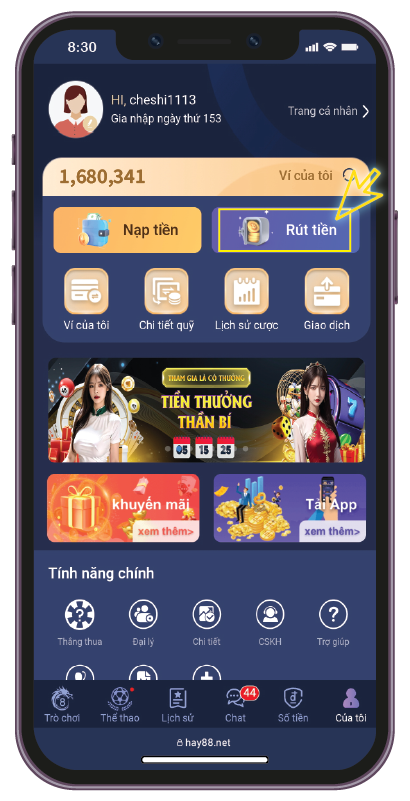 8:30
HI, cheshi1113
Gia nhập ngày thứ 153
Trang cá nhân
1,680,341
Ví của tôi
Nạp tiền
Rút tiền
Ví của tôi
Chi tiết quỹ
Lịch sử cược
Giao dịch
THAM GIA LÀ CÓ THƯỞNG
TIỀN THƯỞNG
THẦN BÍ
05 15 25
khuyến mãi
xem thêm>
Tải App
xem thêm>
Tính năng chính
Thắng thua
Đại lý
Chi tiết
CSKH
Trợ giúp
44
Trò chơi
Thể thao
Lịch sử
Chat
Số tiền
Của tôi
hay88.net